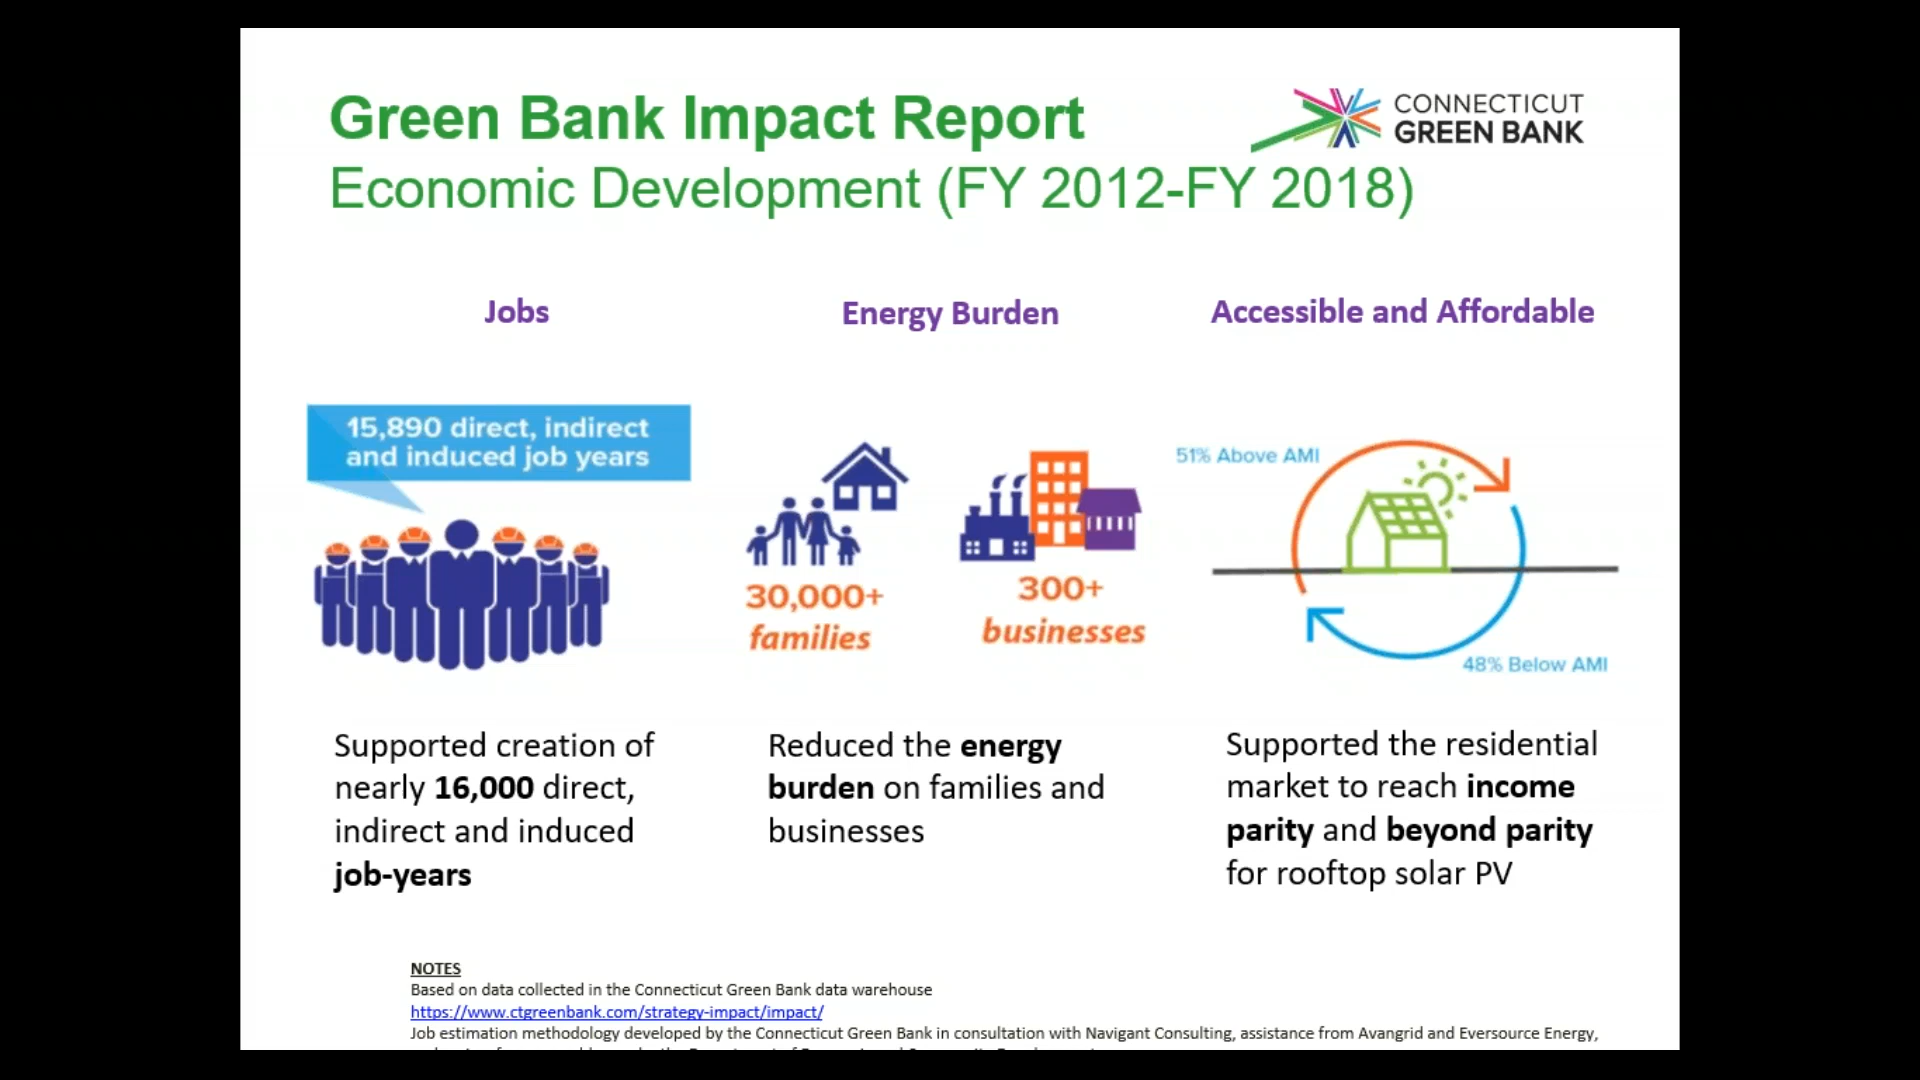 Green Bank Impact Report
Economic Development (FY 2012-FY 2018)
CONNECTICUT
GREEN BANK
Jobs
15,890 direct, indirect
and induced job years
Supported creation of
nearly 16,000 direct,
indirect and induced
job-years
Energy Burden
30,000+
families
300+
businesses
Reduced the energy
burden on families and
businesses
Accessible and Affordable
51% Above AMI
48% Below AMI
Supported the residential
market to reach income
parity and beyond parity
for rooftop solar PV
NOTES
Based on data collected in the Connecticut Green Bank data warehouse
https://www.ctgreenbank.com/strategy-impact/impact/
Job estimation methodology developed by the Connecticut Green Bank in consultation with Navigant Consulting, assistance from Avangrid and Eversource Energy,